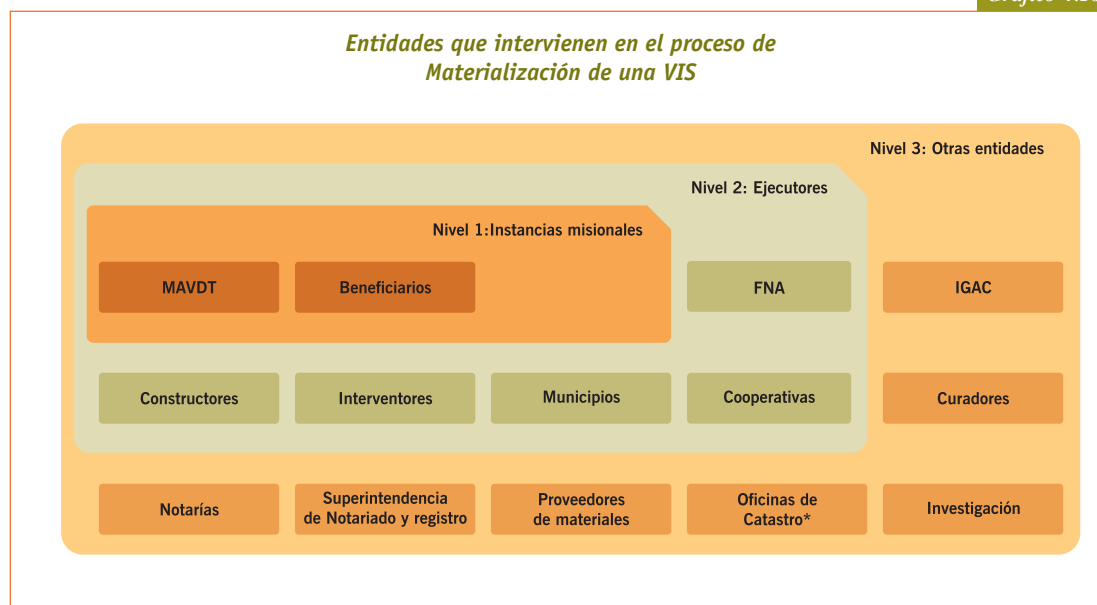 Entidades que intervienen en el proceso de
Materialización de una VIS
Nivel 3: Otras entidades
Nivel 2: Ejecutores
Nivel 1:Instancias misionales
MAVDT
Beneficiarios
FNA
IGAC
Constructores
Interventores
Municipios
Cooperativas
Curadores
Notarías
Superintendencia
de Notariado y registro
Proveedores
de materiales
Oficinas de
Catastro*
Investigación